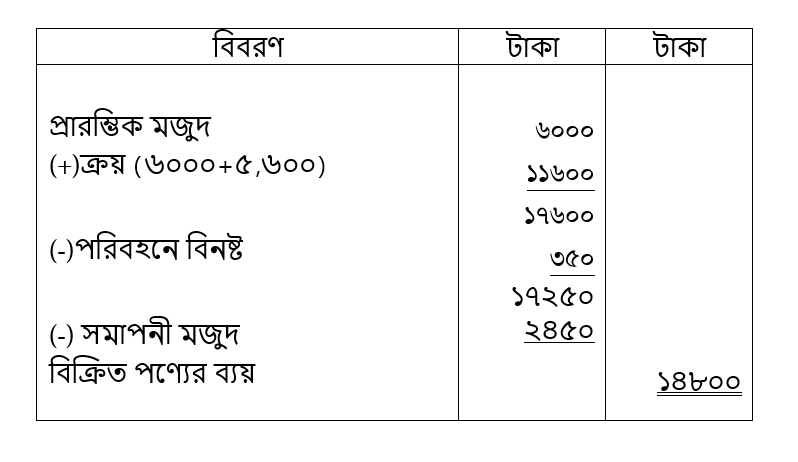 বিবরণ টাকা টাকা
প্রারম্ভিক মজুদ ৬০০০
(+)ক্রয় (৬০০০+৫,৬০০) ১১৬০০
১৭৬০০
(-)পরিবহনে বিনষ্ট ৩৫০
১৭২৫০
(-) সমাপনী মজুদ ২৪৫০
বিক্রিত পণ্যের ব্যয় ১৪৮০০